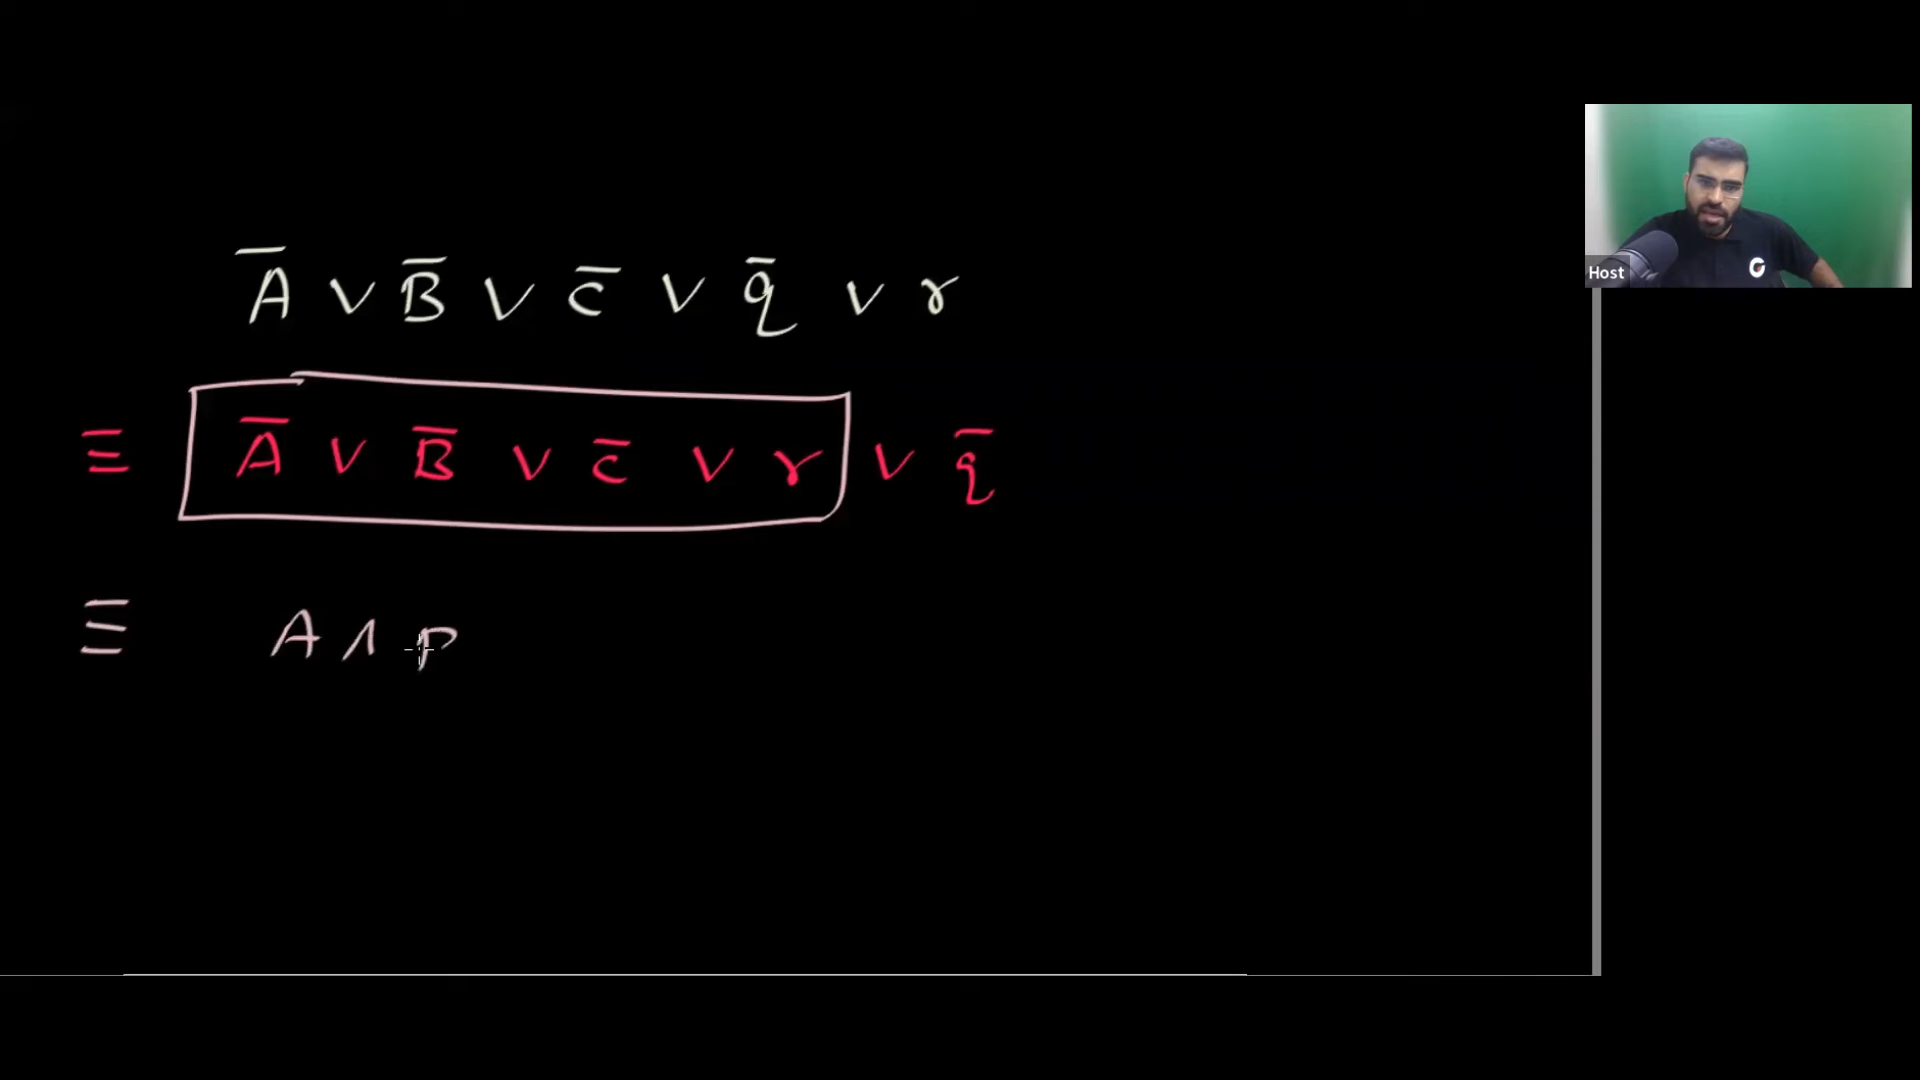 A̅ ∨ B̅ ∨ C̅ ∨ q̅ ∨ r
≡ A̅ ∨ B̅ ∨ C̅ ∨ r ∨ q̅
≡ A ∧ P
Host